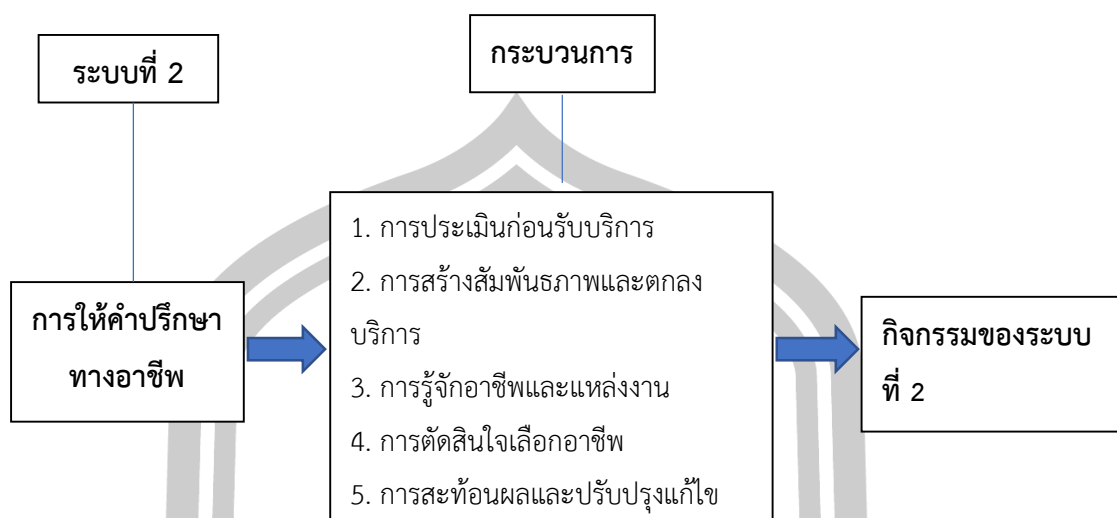 ระบบที่ 2
กระบวนการ
การให้คำปรึกษา
ทางอาชีพ
1. การประเมินก่อนรับบริการ
2. การสร้างสัมพันธภาพและตกลง
บริการ
3. การรู้จักอาชีพและแหล่งงาน
4. การตัดสินใจเลือกอาชีพ
5. การสะท้อนผลและปรับปรุงแก้ไข
กิจกรรมของระบบ
ที่ 2